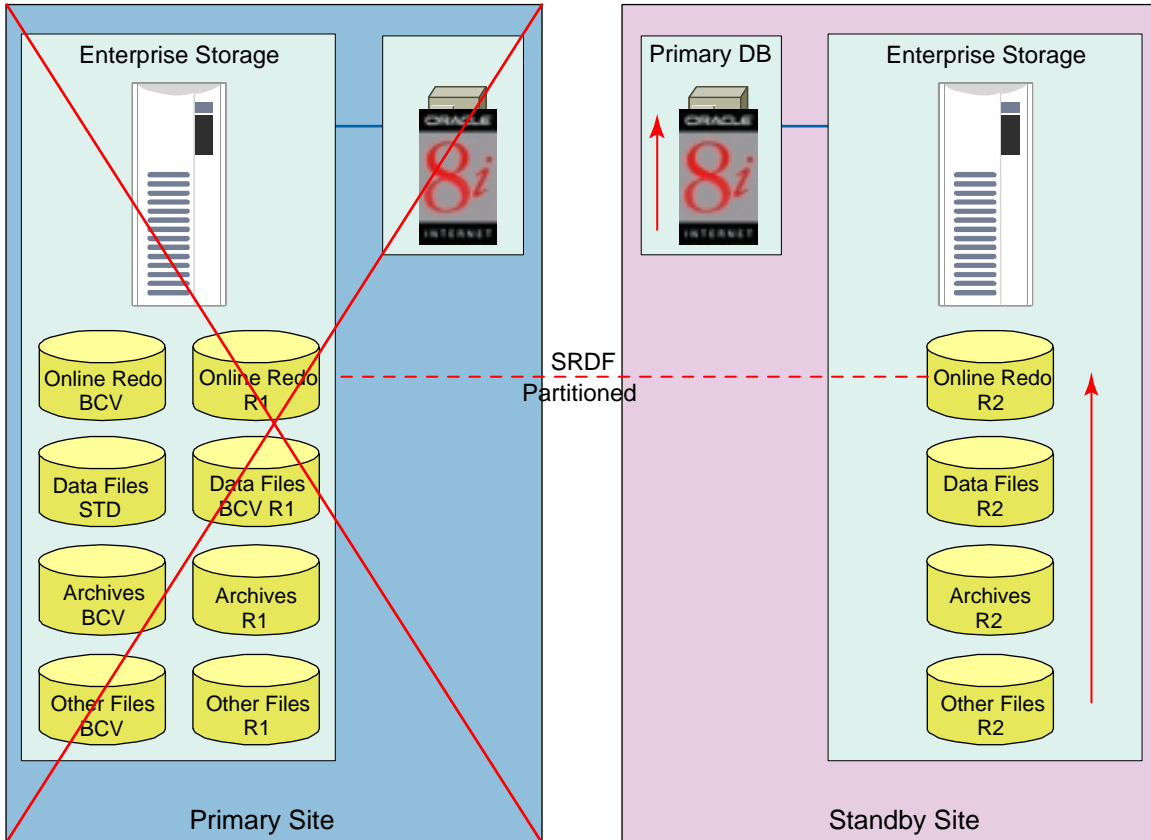 Enterprise Storage
ORACLE
8i
INTERNET
Online Redo
BCV
Online Redo
R1
Data Files
STD
Data Files
BCV R1
Archives
BCV
Archives
R1
Other Files
BCV
Other Files
R1
Primary Site
SRDF
Partitioned
Primary DB
ORACLE
8i
INTERNET
Enterprise Storage
Online Redo
R2
Data Files
R2
Archives
R2
Other Files
R2
Standby Site